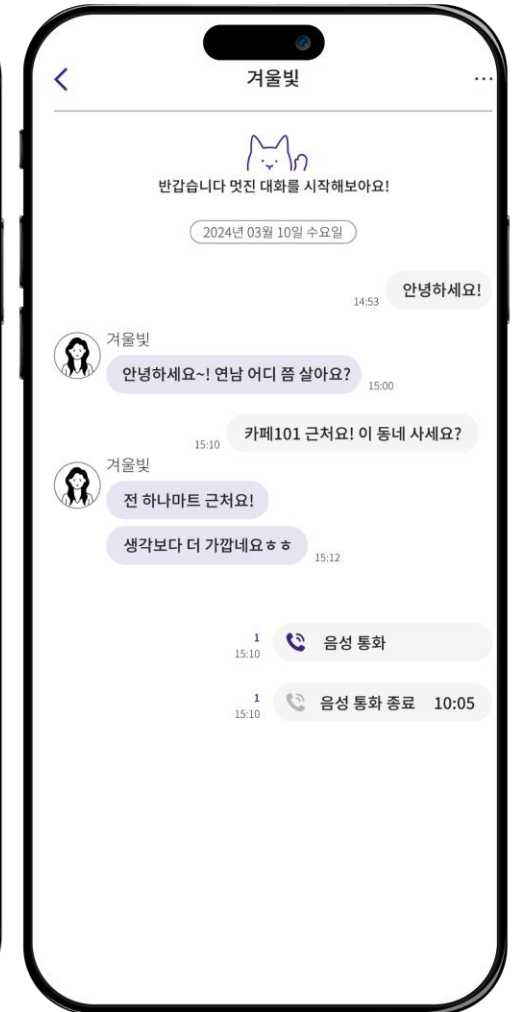 겨울빛
반갑습니다 멋진 대화를 시작해보아요!
2024년 03월 10일 수요일
안녕하세요!
14:53
겨울빛
안녕하세요~! 연남 어디 쯤 살아요?
15:00
카페101 근처요! 이 동네 사세요?
15:10
겨울빛
전 하나마트 근처요!
생각보다 더 가깝네요ㅎㅎ
15:12
1
15:10
음성 통화
1
15:10
음성 통화 종료 10:05